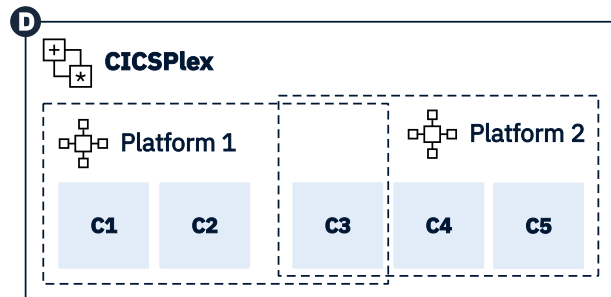 D
CICSPlex
Platform 1
Platform 2
C1 C2 C3 C4 C5